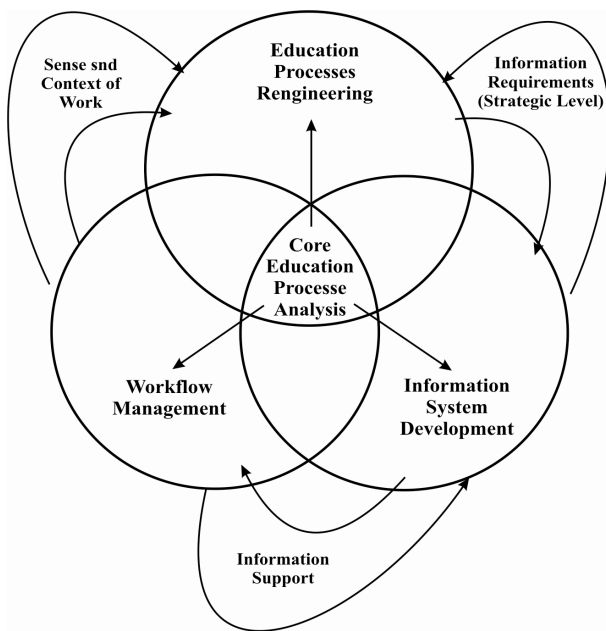 Education
Processes
Rengineering
Sense snd
Context of
Work
Information
Requirements
(Strategic Level)
Core
Education
Processe
Analysis
Workflow
Management
Information
System
Development
Information
Support